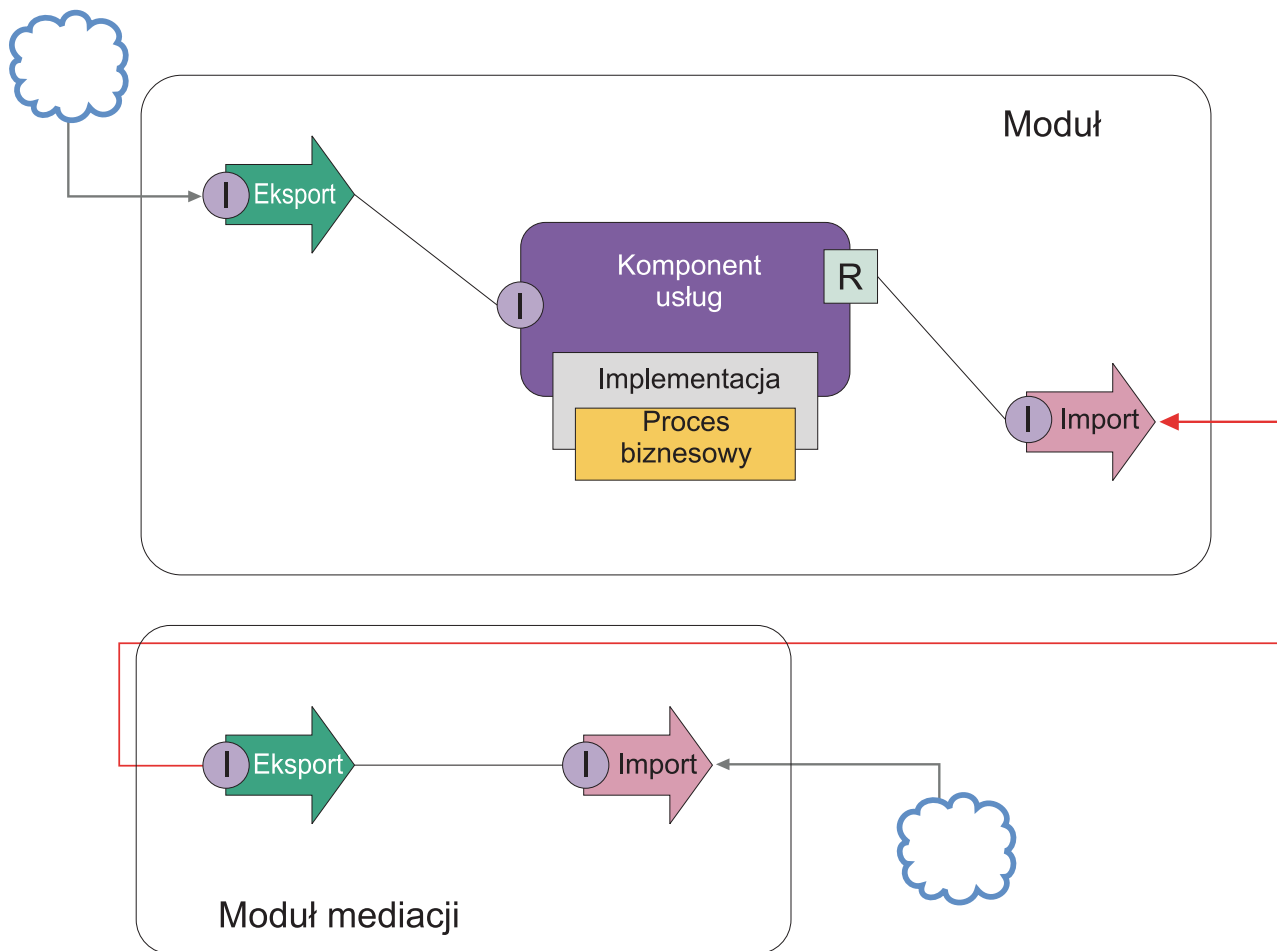 Moduł
I Eksport
Komponent
usług
R
I
Implementacja
Proces
biznesowy
I Import
I Eksport
I Import
Moduł mediacji